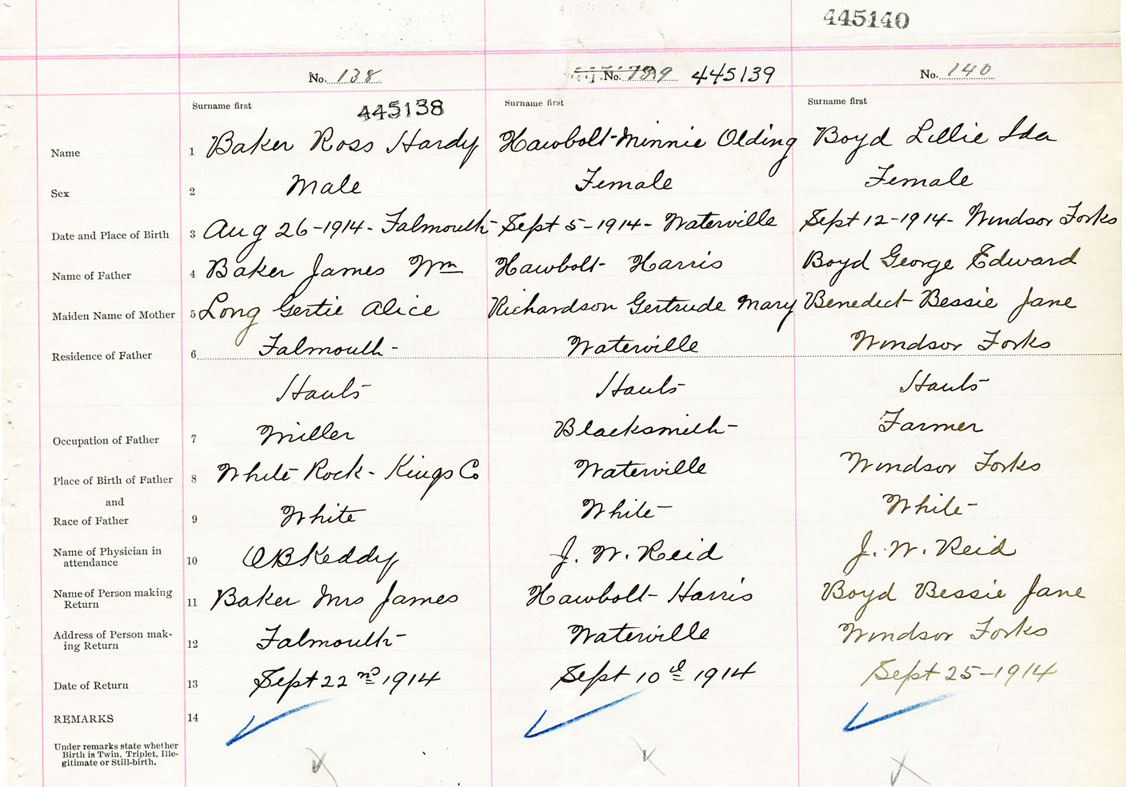 445140
No. 138 No. 139 445139 No. 140
Surname first Surname first Surname first
445138
Name 1 Baker Ross Hardy Hawbolt-Minnie Olding Boyd Lillie Ida
Sex 2 Male Female Female
Date and Place of Birth 3 Aug 26-1914- Falmouth- Sept 5-1914- Waterville Sept 12-1914- Windsor Forks
Name of Father 4 Baker James Wm Hawbolt- Harris Boyd George Edward
Maiden Name of Mother 5 Long Gertie Alice Richardson Gertrude Mary Benedict-Bessie Jane
Residence of Father 6 Falmouth- Waterville Windsor Forks
Hants Hants Hants
Occupation of Father 7 Miller Blacksmith- Farmer
Place of Birth of Father 8 White Rock- Kings Co Waterville Windsor Forks
and
Race of Father 9 White White- White-
Name of Physician in
attendance 10 O B Keddy J. W. Reid J. W. Reid
Name of Person making
Return 11 Baker Mrs James Hawbolt- Harris Boyd Bessie Jane
Address of Person mak-
ing Return 12 Falmouth- Waterville Windsor Forks
Date of Return 13 Sept 22nd 1914 Sept 10th 1914 Sept 25-1914
REMARKS 14
Under remarks state whether
Birth is Twin, Triplet, Ille-
gitimate or Still-birth.